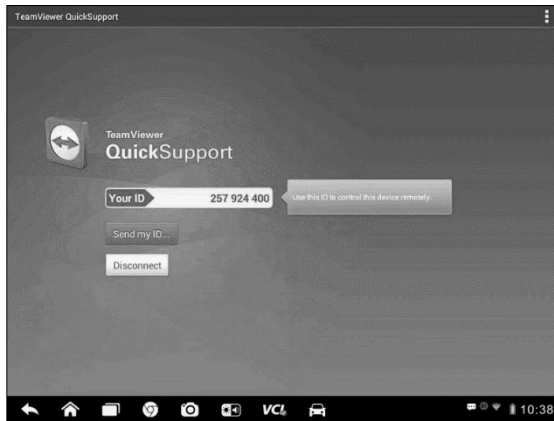 TeamViewer QuickSupport
TeamViewer
QuickSupport
Your ID 257 924 400
Use this ID to control this device remotely.
Send my ID...
Disconnect
VCI 10:38